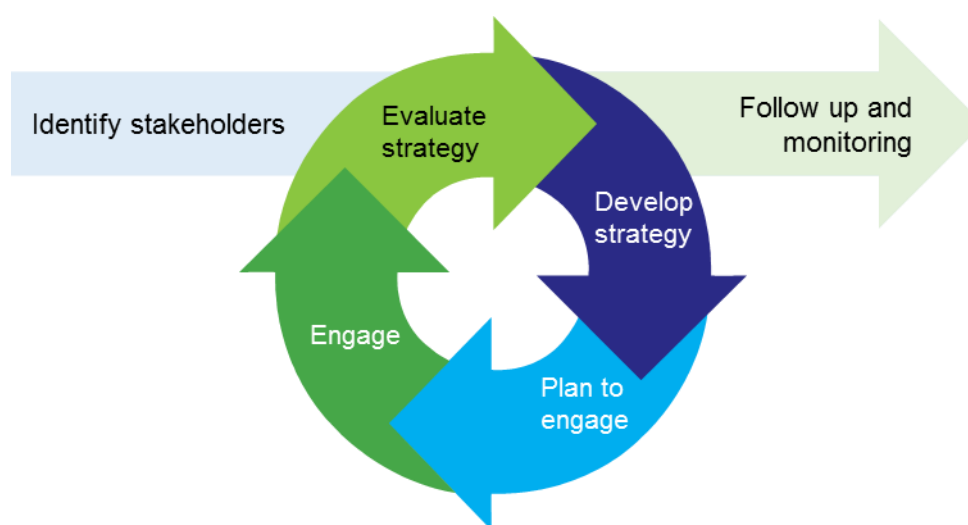 Identify stakeholders
Evaluate
strategy
Follow up and
monitoring
Develop
strategy
Plan to
engage
Engage